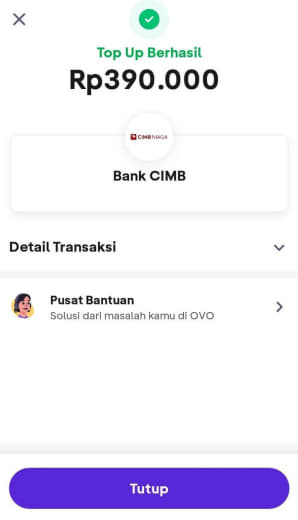 Top Up Berhasil
Rp390.000
CIMB NIAGA
Bank CIMB
Detail Transaksi
Pusat Bantuan
Solusi dari masalah kamu di OVO
Tutup